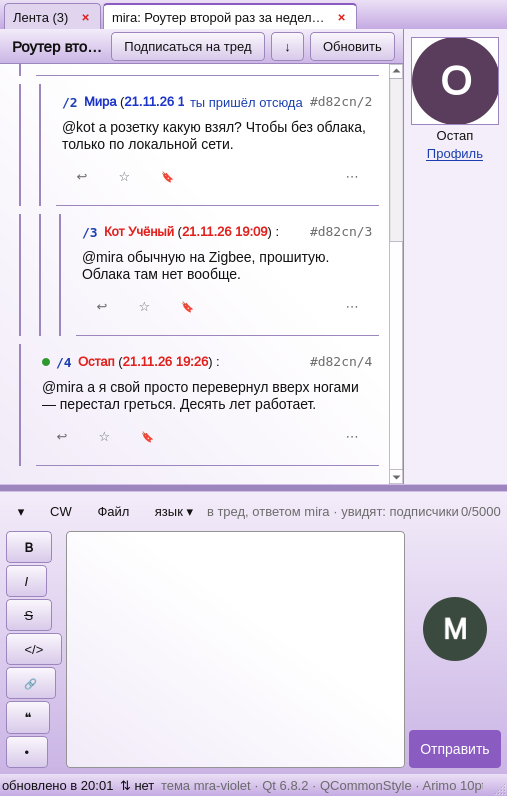 Лента (3) ×
mira: Роутер второй раз за недел… ×
Роутер вто…
Подписаться на тред
↓
Обновить
/2 Мира (21.11.26 1 ты пришёл отсюда #d82cn/2
@kot а розетку какую взял? Чтобы без облака,
только по локальной сети.
/3 Кот Учёный (21.11.26 19:09) : #d82cn/3
@mira обычную на Zigbee, прошитую.
Облака там нет вообще.
/4 Остап (21.11.26 19:26) : #d82cn/4
@mira а я свой просто перевернул вверх ногами
— перестал греться. Десять лет работает.
О
Остап
Профиль
▾ CW Файл язык ▾ в тред, ответом mira · увидят: подписчики 0/5000
B
I
S
</>
❝
•
M
Отправить
обновлено в 20:01 ⇅ нет тема mra-violet · Qt 6.8.2 · QCommonStyle · Arimo 10pt